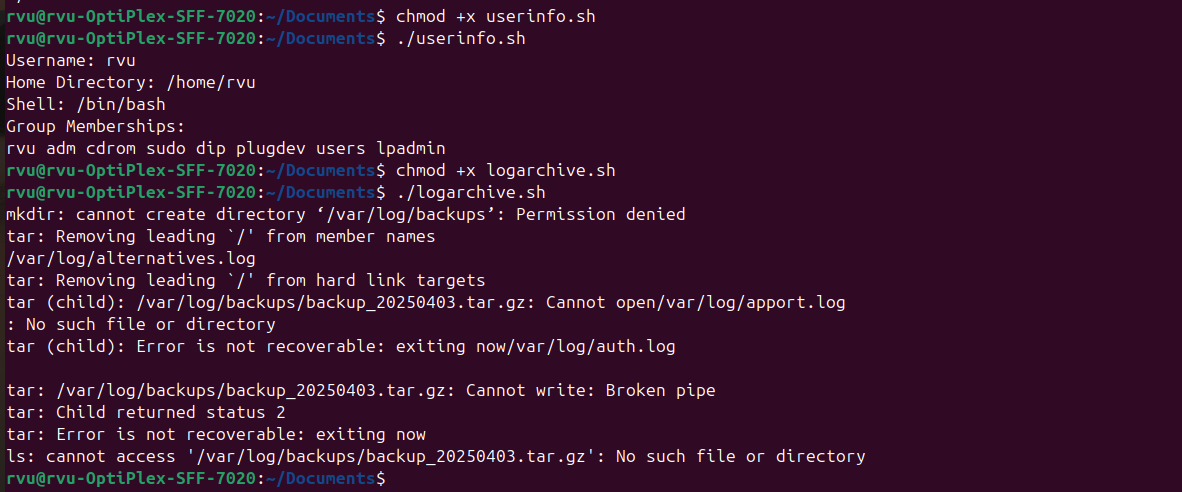 rvu@rvu-OptiPlex-SFF-7020:~/Documents$ chmod +x userinfo.sh
rvu@rvu-OptiPlex-SFF-7020:~/Documents$ ./userinfo.sh
Username: rvu
Home Directory: /home/rvu
Shell: /bin/bash
Group Memberships:
rvu adm cdrom sudo dip plugdev users lpadmin
rvu@rvu-OptiPlex-SFF-7020:~/Documents$ chmod +x logarchive.sh
rvu@rvu-OptiPlex-SFF-7020:~/Documents$ ./logarchive.sh
mkdir: cannot create directory ‘/var/log/backups’: Permission denied
tar: Removing leading `/' from member names
/var/log/alternatives.log
tar: Removing leading `/' from hard link targets
tar (child): /var/log/backups/backup_20250403.tar.gz: Cannot open/var/log/apport.log
: No such file or directory
tar (child): Error is not recoverable: exiting now/var/log/auth.log
tar: /var/log/backups/backup_20250403.tar.gz: Cannot write: Broken pipe
tar: Child returned status 2
tar: Error is not recoverable: exiting now
ls: cannot access '/var/log/backups/backup_20250403.tar.gz': No such file or directory
rvu@rvu-OptiPlex-SFF-7020:~/Documents$